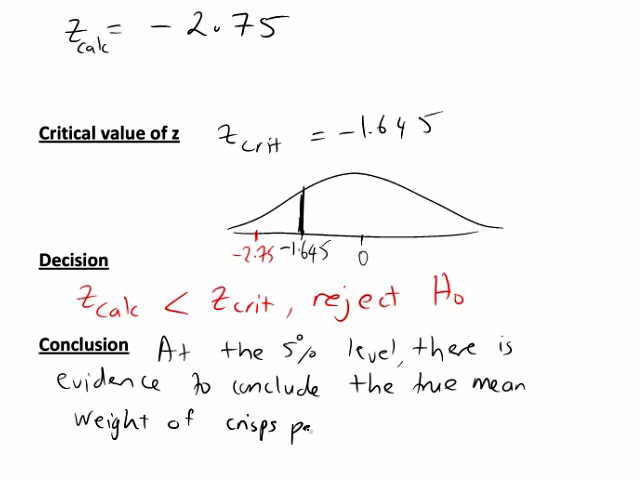 Zcalc = - 2.75
Critical value of z Zcrit = -1.645
-2.75 -1.645 0
Decision
Zcalc < Zcrit, reject H0
Conclusion At the 5% level, there is
evidence to conclude the true mean
weight of crisps